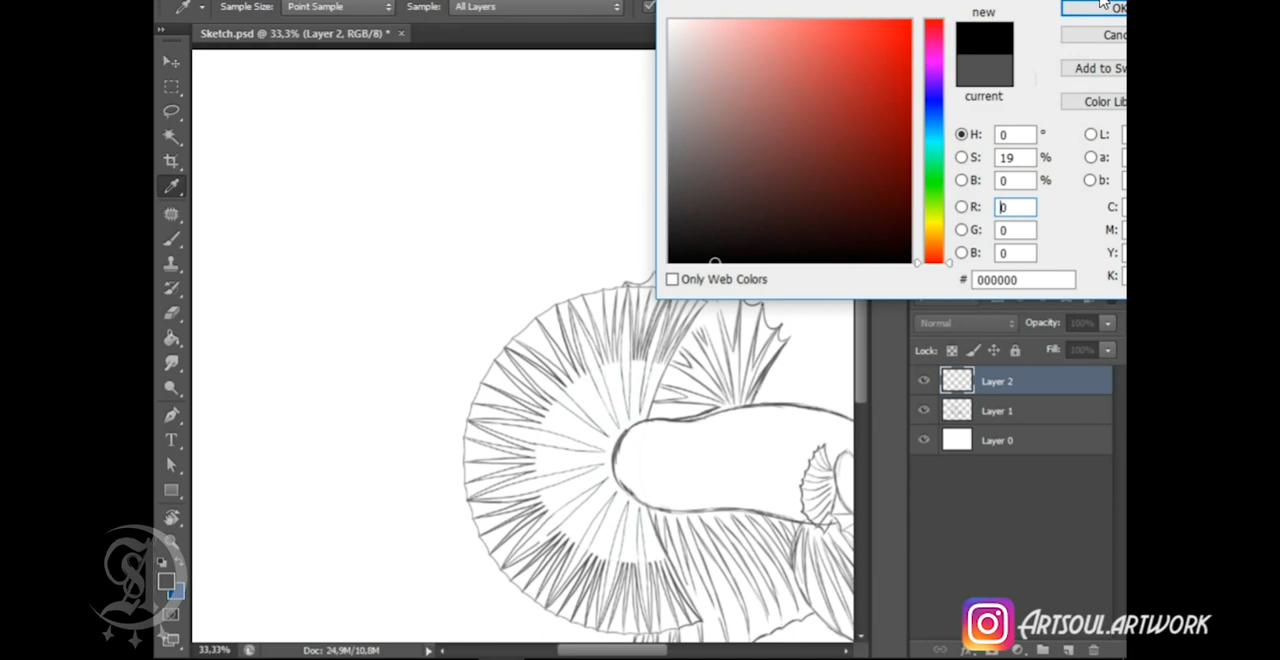 Sample Size: Point Sample Sample: All Layers
Sketch.psd @ 33,3% (Layer 2, RGB/8) * ×
new
OK
Canc
Add to Sw
current
Color Lib
H: 0 °
L:
S: 19 %
a:
B: 0 %
b:
R: 0
C:
G: 0
M:
B: 0
Y:
Only Web Colors
# 000000
K:
Normal Opacity: 100%
Lock: Fill: 100%
Layer 2
Layer 1
Layer 0
33,33% Doc: 24,9M/10,8M
Artsoul.artwork